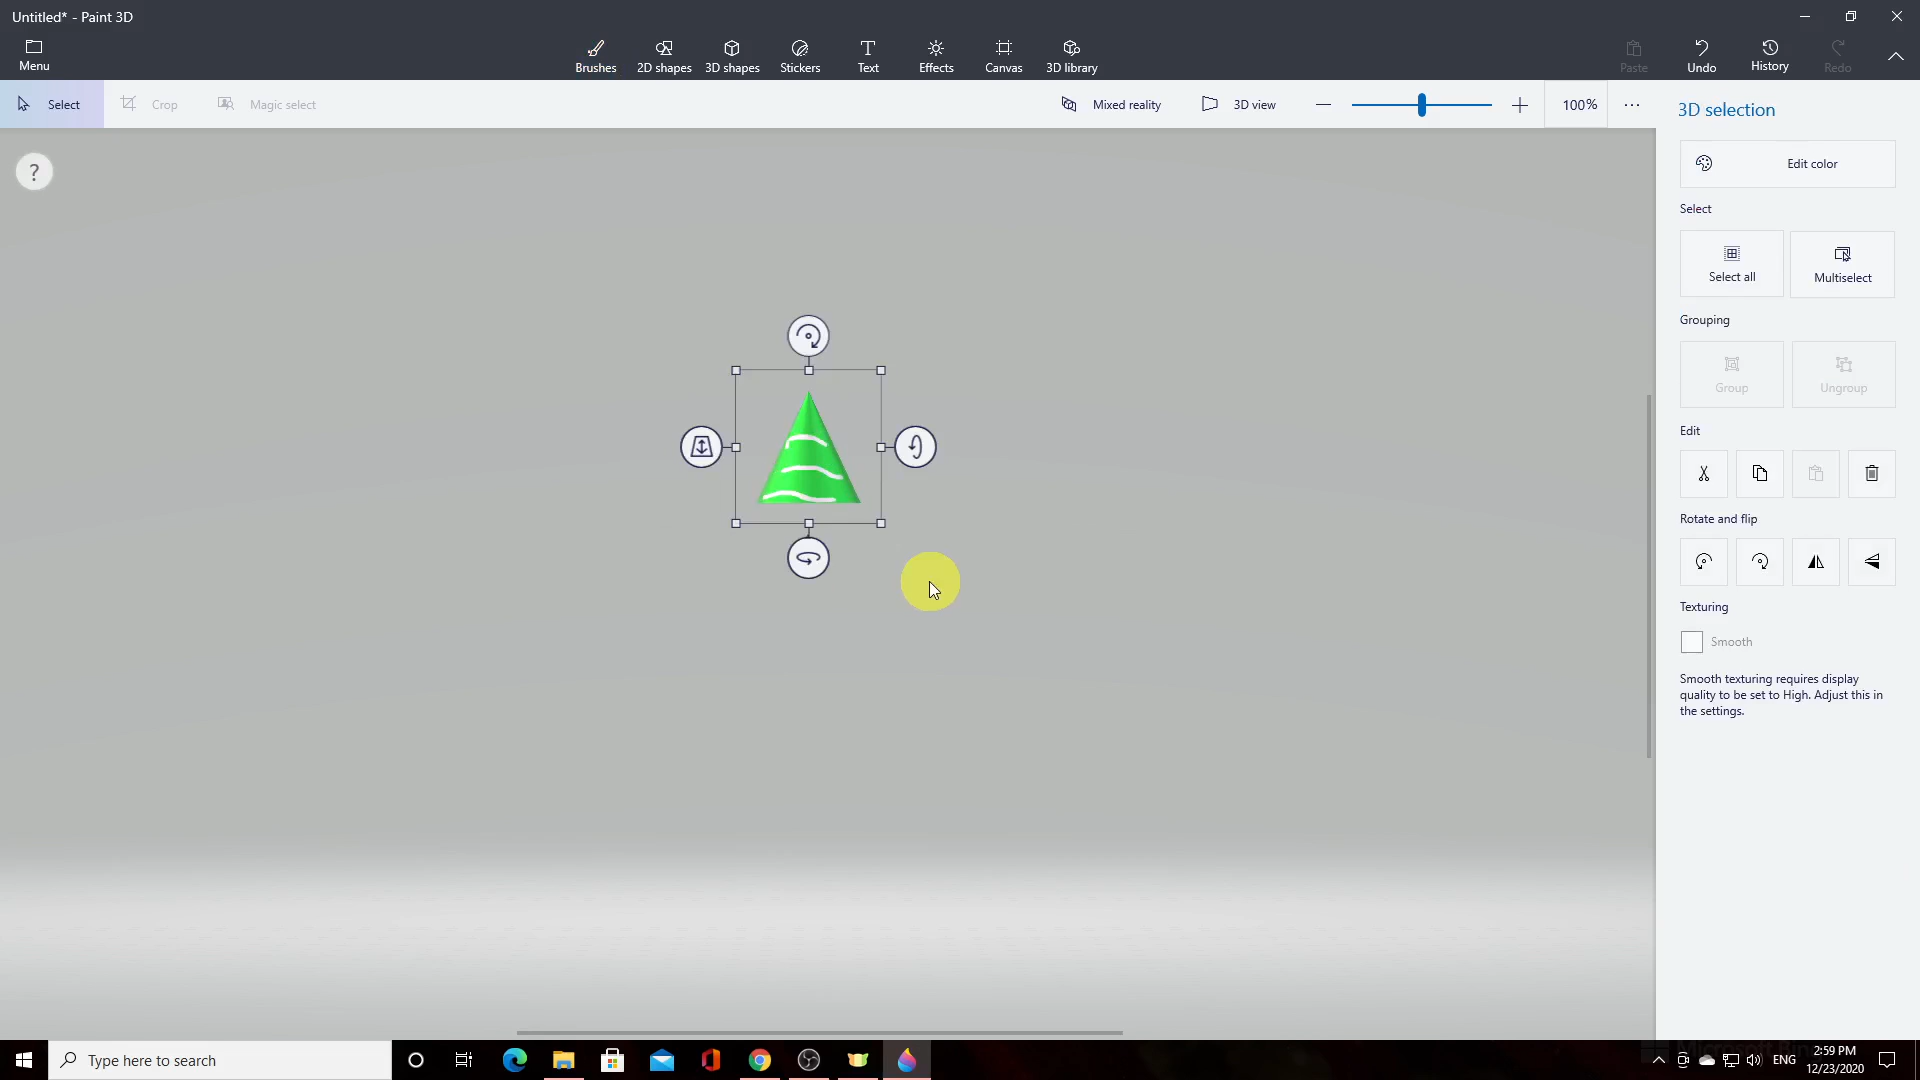 Untitled* - Paint 3D
Menu
Brushes
2D shapes
3D shapes
Stickers
Text
Effects
Canvas
3D library
Paste
Undo
History
Redo
Select
Crop
Magic select
Mixed reality
3D view
100%
3D selection
?
Edit color
Select
Select all
Multiselect
Grouping
Group
Ungroup
Edit
Rotate and flip
Texturing
Smooth
Smooth texturing requires display
quality to be set to High. Adjust this in
the settings.
Microsoft Bing
Type here to search
ENG
2:59 PM
12/23/2020